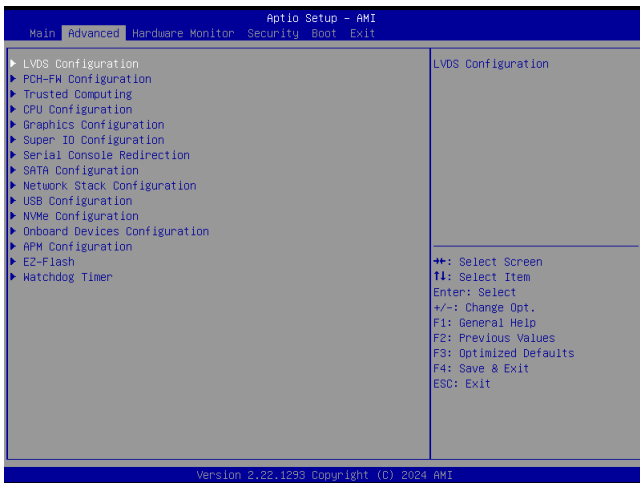 Aptio Setup – AMI
Main Advanced Hardware Monitor Security Boot Exit
LVDS Configuration
PCH-FW Configuration
Trusted Computing
CPU Configuration
Graphics Configuration
Super IO Configuration
Serial Console Redirection
SATA Configuration
Network Stack Configuration
USB Configuration
NVMe Configuration
Onboard Devices Configuration
APM Configuration
EZ-Flash
Watchdog Timer
LVDS Configuration
→←: Select Screen
↑↓: Select Item
Enter: Select
+/-: Change Opt.
F1: General Help
F2: Previous Values
F3: Optimized Defaults
F4: Save & Exit
ESC: Exit
Version 2.22.1293 Copyright (C) 2024 AMI